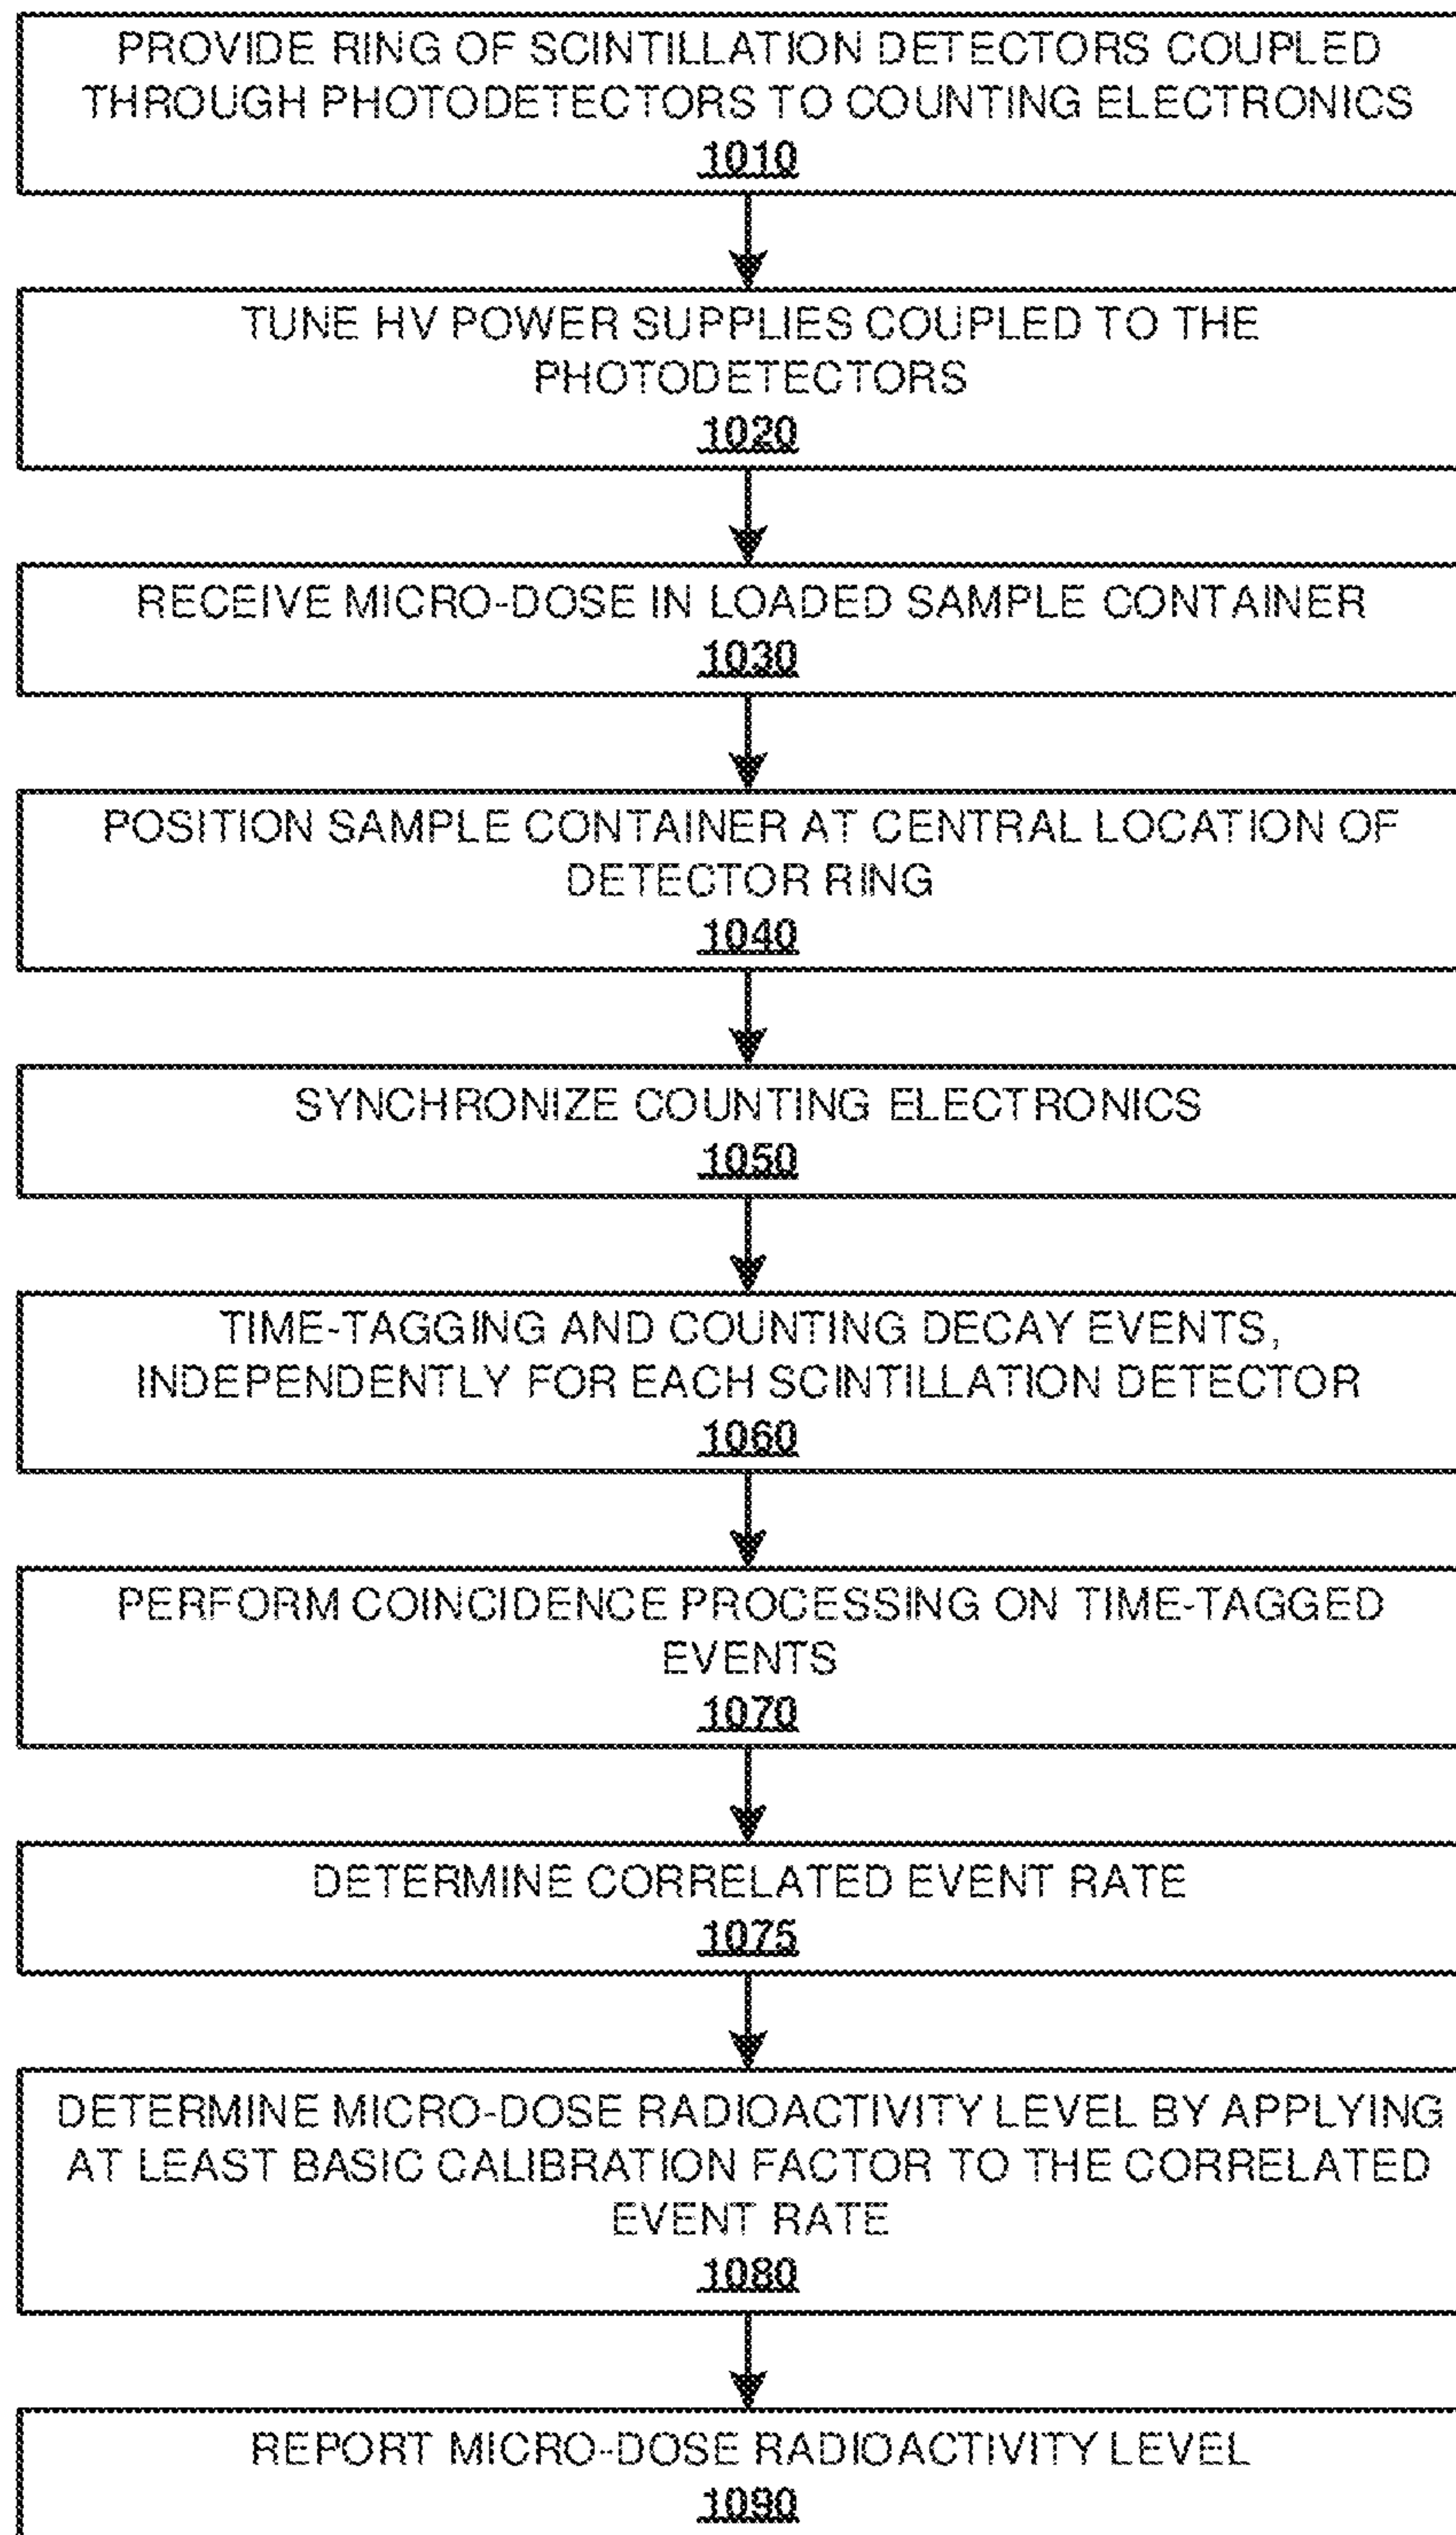 PROVIDE RING OF SCINTILLATION DETECTORS COUPLED
THROUGH PHOTODETECTORS TO COUNTING ELECTRONICS
1010
TUNE HV POWER SUPPLIES COUPLED TO THE
PHOTODETECTORS
1020
RECEIVE MICRO-DOSE IN LOADED SAMPLE CONTAINER
1030
POSITION SAMPLE CONTAINER AT CENTRAL LOCATION OF
DETECTOR RING
1040
SYNCHRONIZE COUNTING ELECTRONICS
1050
TIME-TAGGING AND COUNTING DECAY EVENTS,
INDEPENDENTLY FOR EACH SCINTILLATION DETECTOR
1060
PERFORM COINCIDENCE PROCESSING ON TIME-TAGGED
EVENTS
1070
DETERMINE CORRELATED EVENT RATE
1075
DETERMINE MICRO-DOSE RADIOACTIVITY LEVEL BY APPLYING
AT LEAST BASIC CALIBRATION FACTOR TO THE CORRELATED
EVENT RATE
1080
REPORT MICRO-DOSE RADIOACTIVITY LEVEL
1090